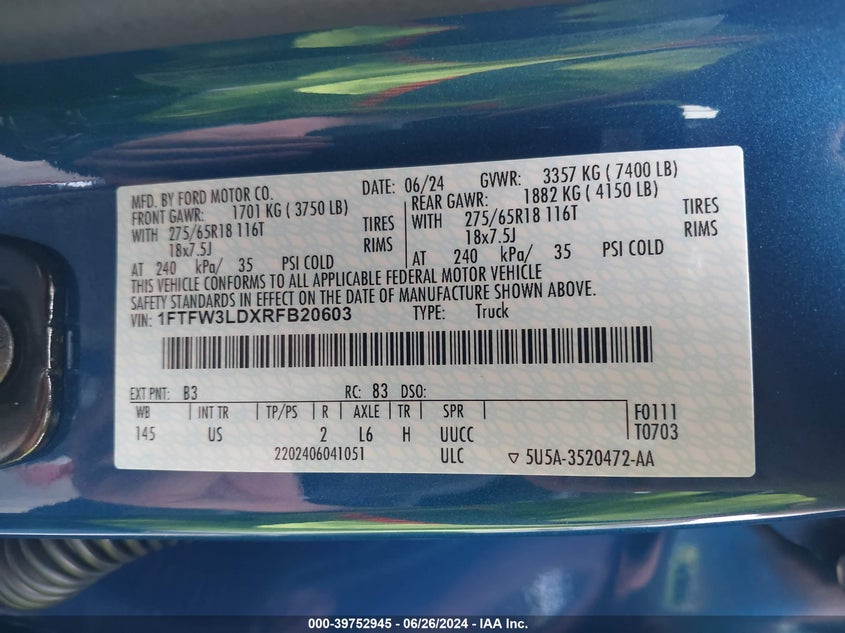 MFD. BY FORD MOTOR CO. DATE: 06/24 GVWR: 3357 KG ( 7400 LB)
FRONT GAWR: 1701 KG ( 3750 LB) REAR GAWR: 1882 KG ( 4150 LB)
WITH 275/65R18 116T TIRES WITH 275/65R18 116T TIRES
18x7.5J RIMS 18x7.5J RIMS
AT 240 kPa/ 35 PSI COLD AT 240 kPa/ 35 PSI COLD
THIS VEHICLE CONFORMS TO ALL APPLICABLE FEDERAL MOTOR VEHICLE
SAFETY STANDARDS IN EFFECT ON THE DATE OF MANUFACTURE SHOWN ABOVE.
VIN: 1FTFW3LDXRFB20603 TYPE: Truck
EXT PNT: B3 RC: 83 DSO:
WB INT TR TP/PS R AXLE TR SPR F0111
145 US 2 L6 H UUCC T0703
2202406041051 ULC ▽ 5U5A-3520472-AA
000-39752945 - 06/26/2024 - IAA Inc.